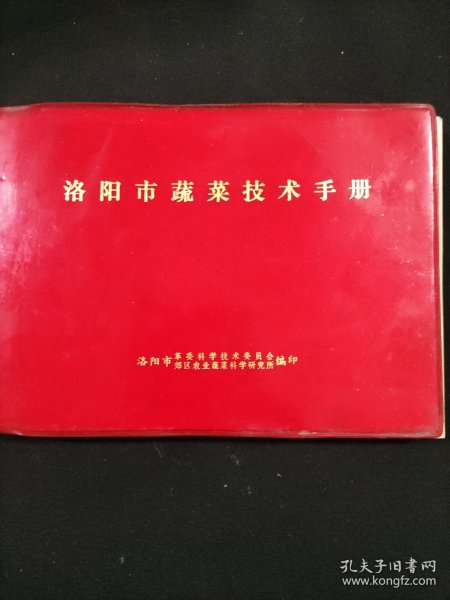 洛阳市蔬菜技术手册
洛阳市革委科学技术委员会
郊区农业蔬菜科学研究所编印
孔夫子旧书网
www.kongfz.com